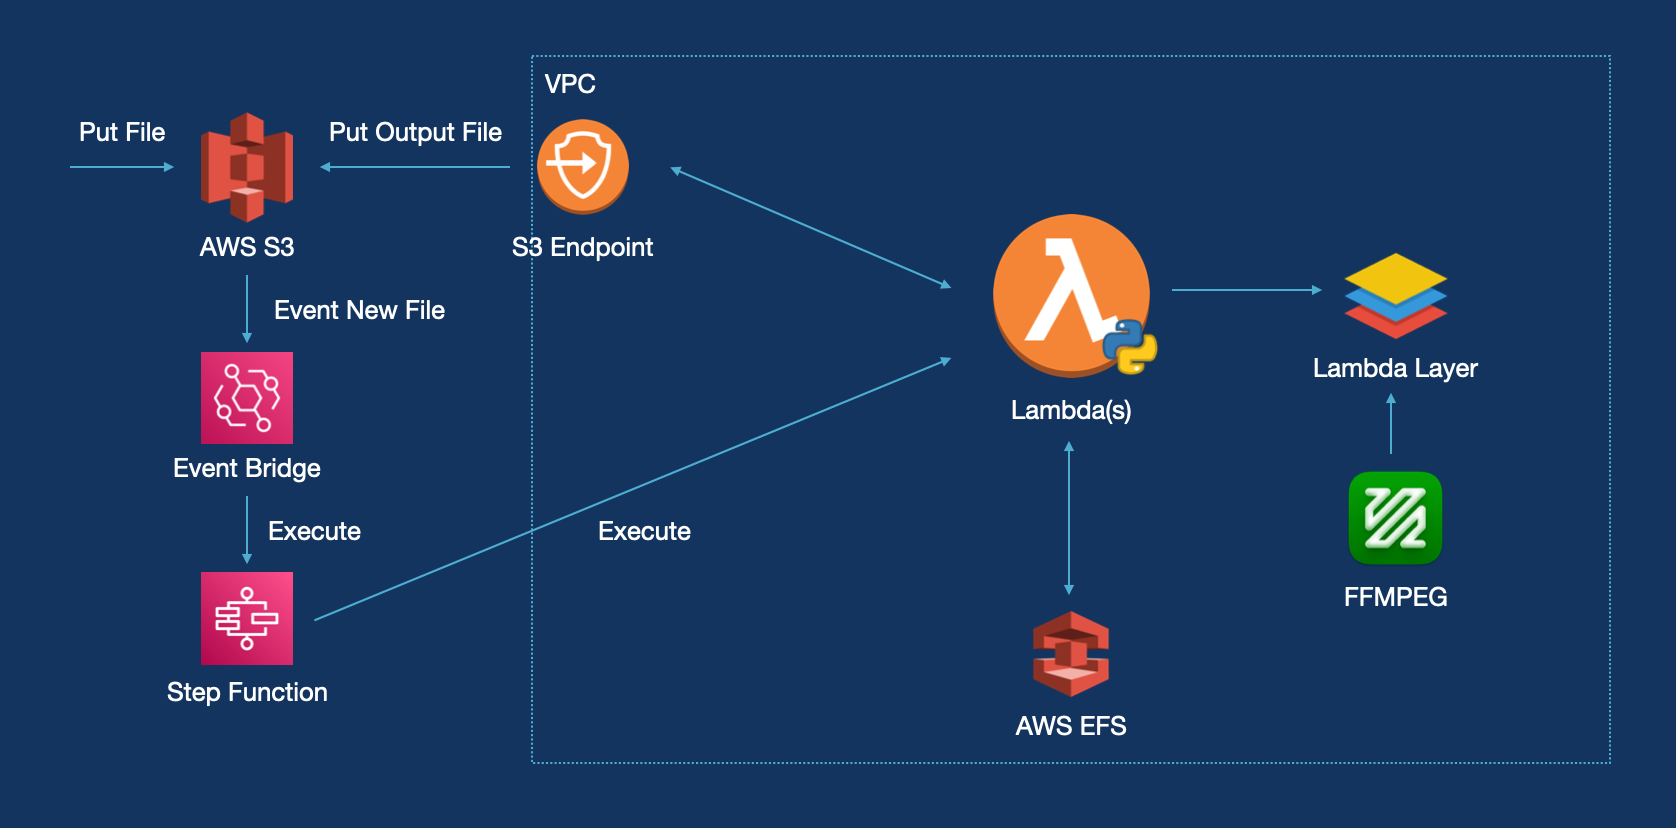 VPC
Put File
Put Output File
AWS S3
S3 Endpoint
Event New File
Lambda Layer
Lambda(s)
Event Bridge
Execute
Execute
FFMPEG
Step Function
AWS EFS